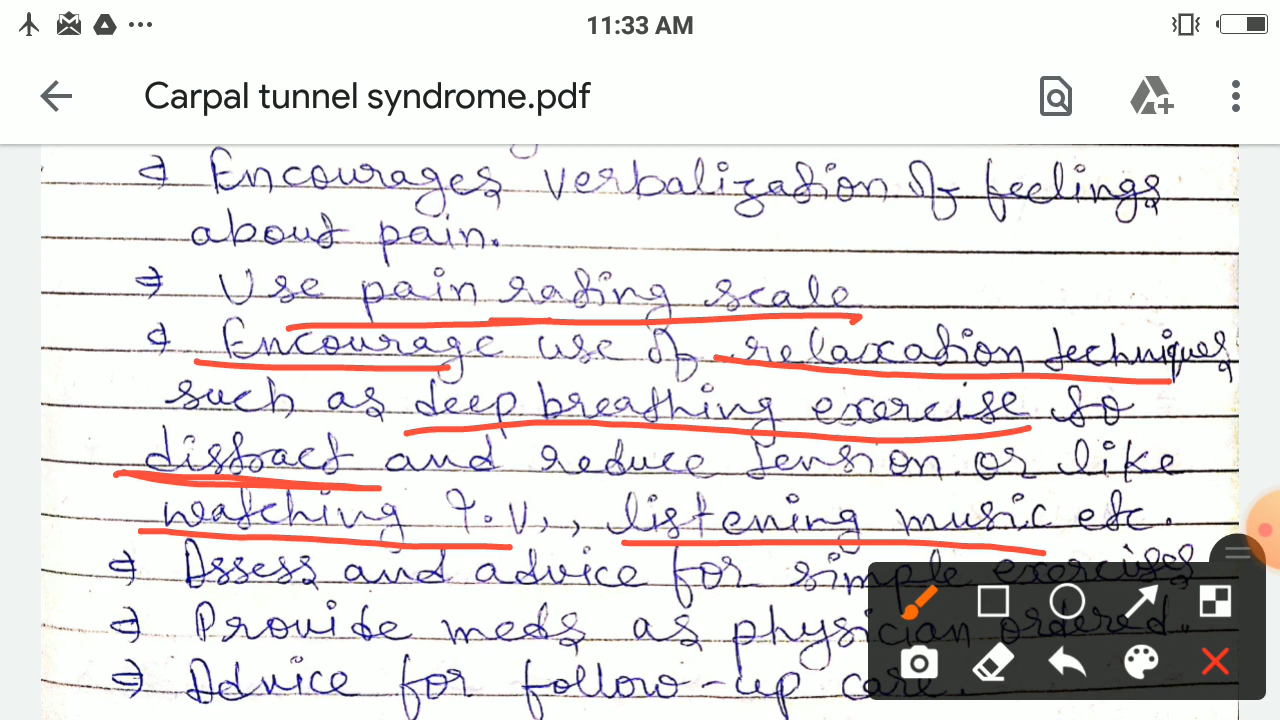 11:33 AM
Carpal tunnel syndrome.pdf
⇒ Encourages verbalization of feelings
about pain.
⇒ Use pain rating scale
⇒ Encourage use of relaxation techniques,
such as deep breathing exercise to
distract and reduce tension or like
watching T.V., listening music etc.
⇒ Assess and advice for simple exercises
⇒ Provide meds as physician ordered.
⇒ Advice for follow-up care.